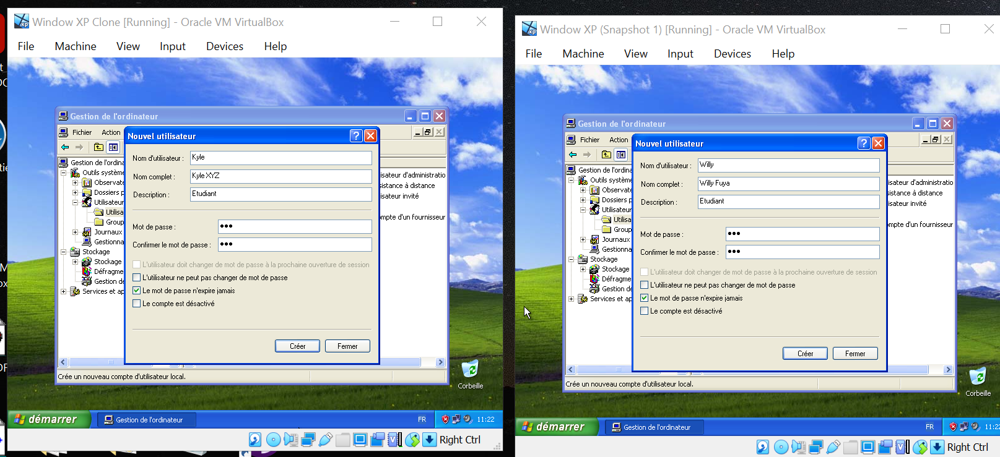 Window XP Clone [Running] - Oracle VM VirtualBox
File Machine View Input Devices Help
Gestion de l'ordinateur
Fichier Action
Nouvel utilisateur
Nom d'utilisateur : Kyle
Nom complet : Kyle XYZ
Description : Etudiant
Mot de passe : •••
Confirmer le mot de passe : •••
L'utilisateur doit changer de mot de passe à la prochaine ouverture de session
L'utilisateur ne peut pas changer de mot de passe
Le mot de passe n'expire jamais
Le compte est désactivé
Créer Fermer
Gestion de l'ordina
Outils système
Observate
Dossiers p
Utilisateur
Utilisa
Group
Journaux
Gestionna
Stockage
Stockage
Défragme
Gestion de
Services et ap
isateur d'administratio
istance à distance
isateur invité
mpte d'un fournisseur
Crée un nouveau compte d'utilisateur local.
Corbeille
démarrer
Gestion de l'ordinateur
FR
11:22
Right Ctrl
Window XP (Snapshot 1) [Running] - Oracle VM VirtualBox
File Machine View Input Devices Help
Gestion de l'ordinateur
Fichier Action
Nouvel utilisateur
Nom d'utilisateur : Willy
Nom complet : Willy Fuya
Description : Etudiant
Mot de passe : •••
Confirmer le mot de passe : •••
L'utilisateur doit changer de mot de passe à la prochaine ouverture de session
L'utilisateur ne peut pas changer de mot de passe
Le mot de passe n'expire jamais
Le compte est désactivé
Créer Fermer
Gestion de l'ordina
Outils système
Observate
Dossiers p
Utilisateur
Utilisa
Group
Journaux
Gestionna
Stockage
Stockage
Défragme
Gestion de
Services et ap
isateur d'administratio
istance à distance
isateur invité
mpte d'un fournisseur
Crée un nouveau compte d'utilisateur local.
Corbeille
démarrer
Gestion de l'ordinateur
FR
11:22
Right Ctrl